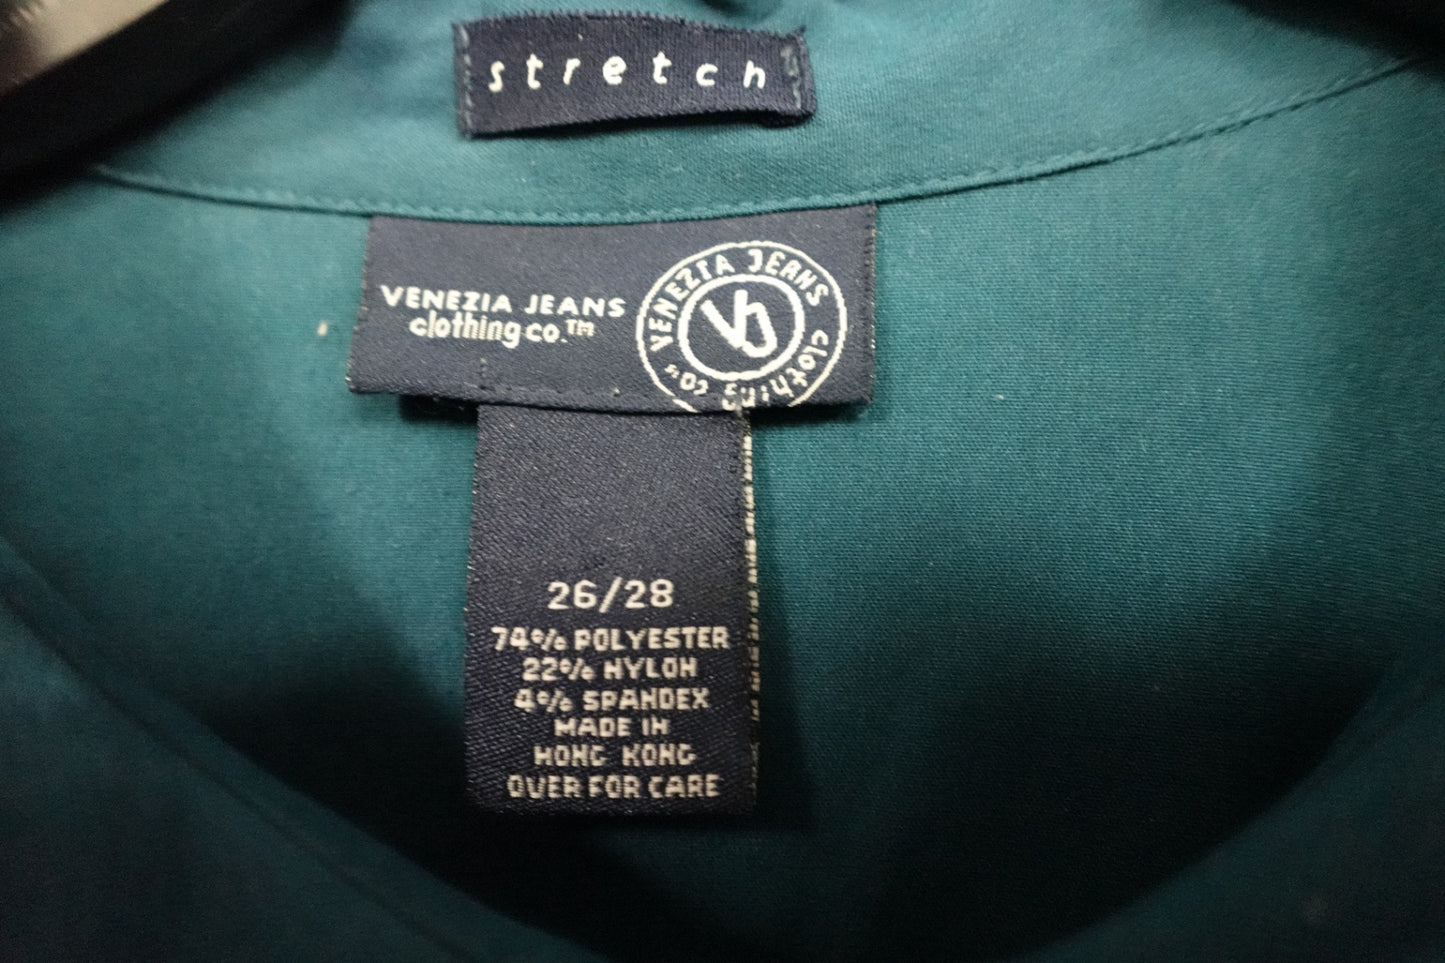 stretch
VENEZIA JEANS
clothing co.™
VENEZIA JEANS clothing co.™
VJ
26/28
74% POLYESTER
22% NYLON
4% SPANDEX
MADE IN
HONG KONG
OVER FOR CARE